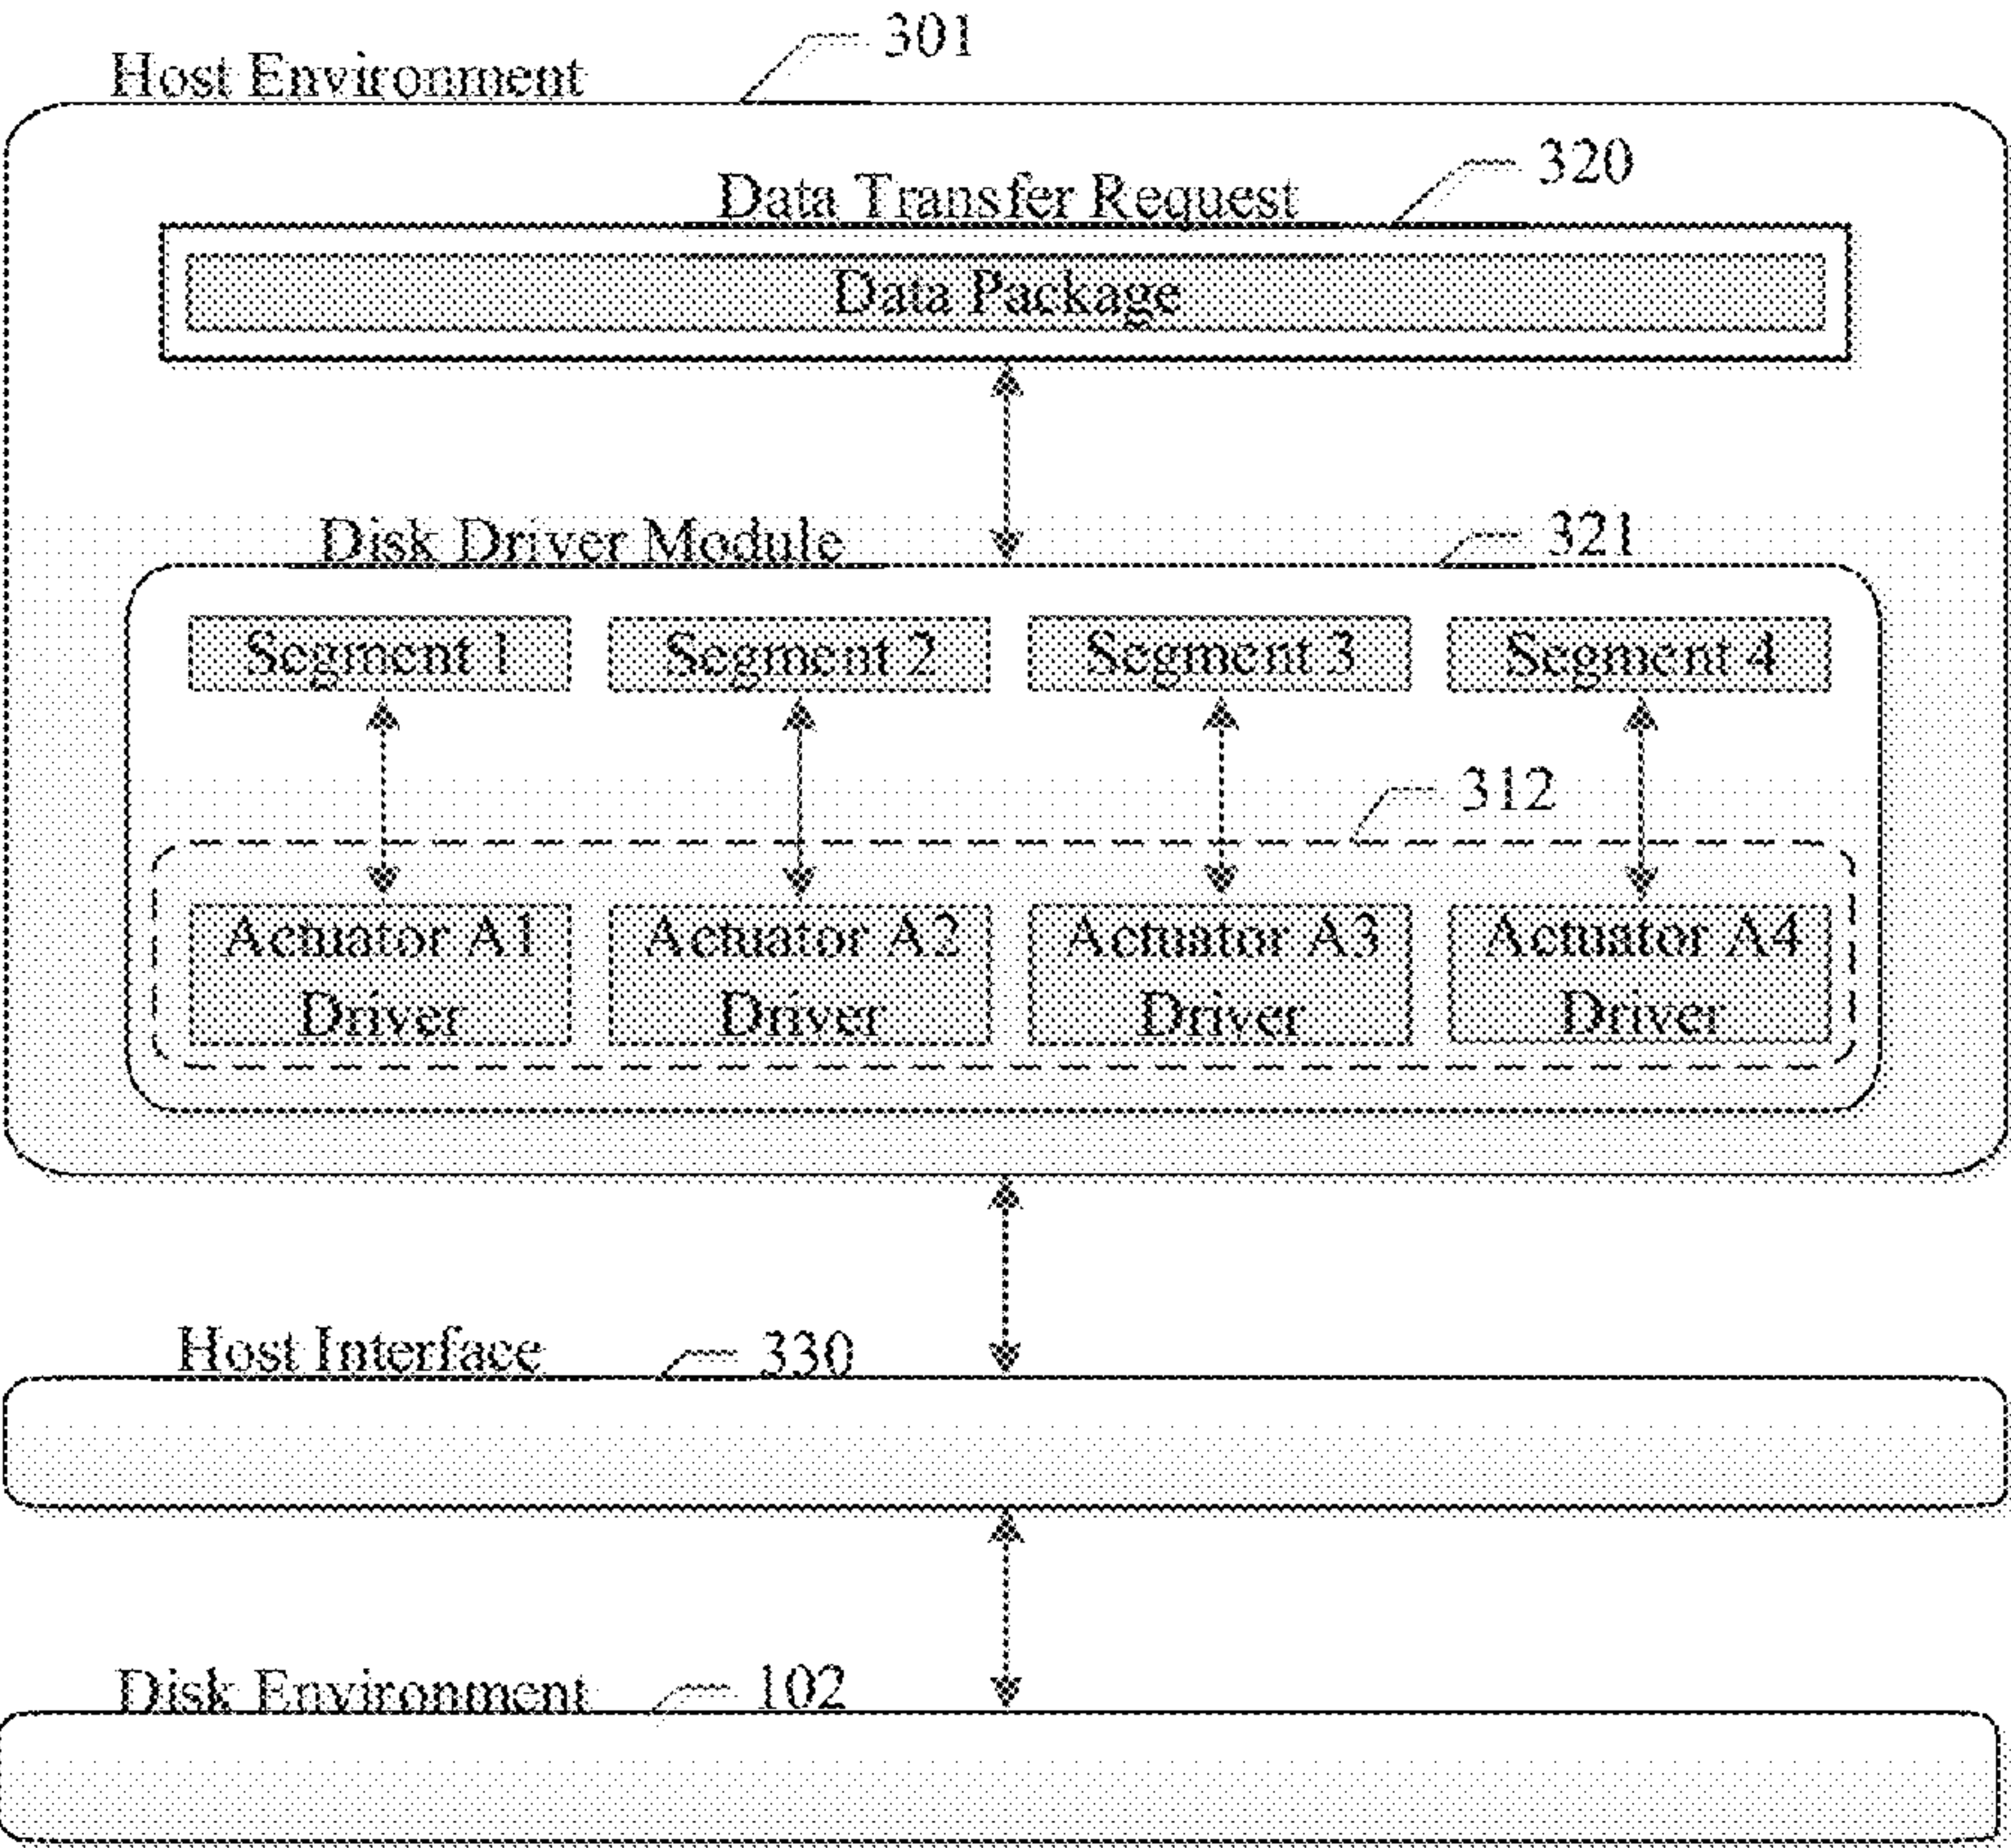 301
Host Environment
320
Data Transfer Request
Data Package
Disk Driver Module
321
Segment 1 Segment 2 Segment 3 Segment 4
312
Actuator A1 Driver
Actuator A2 Driver
Actuator A3 Driver
Actuator A4 Driver
Host Interface
330
Disk Environment
102